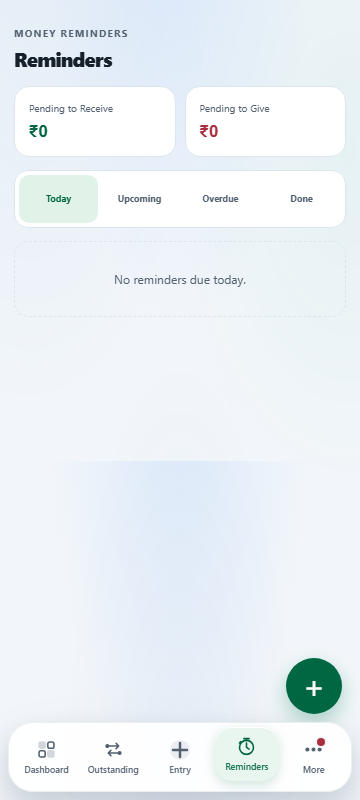 MONEY REMINDERS
Reminders
Pending to Receive
₹0
Pending to Give
₹0
Today
Upcoming
Overdue
Done
No reminders due today.
+
Dashboard
Outstanding
Entry
Reminders
More